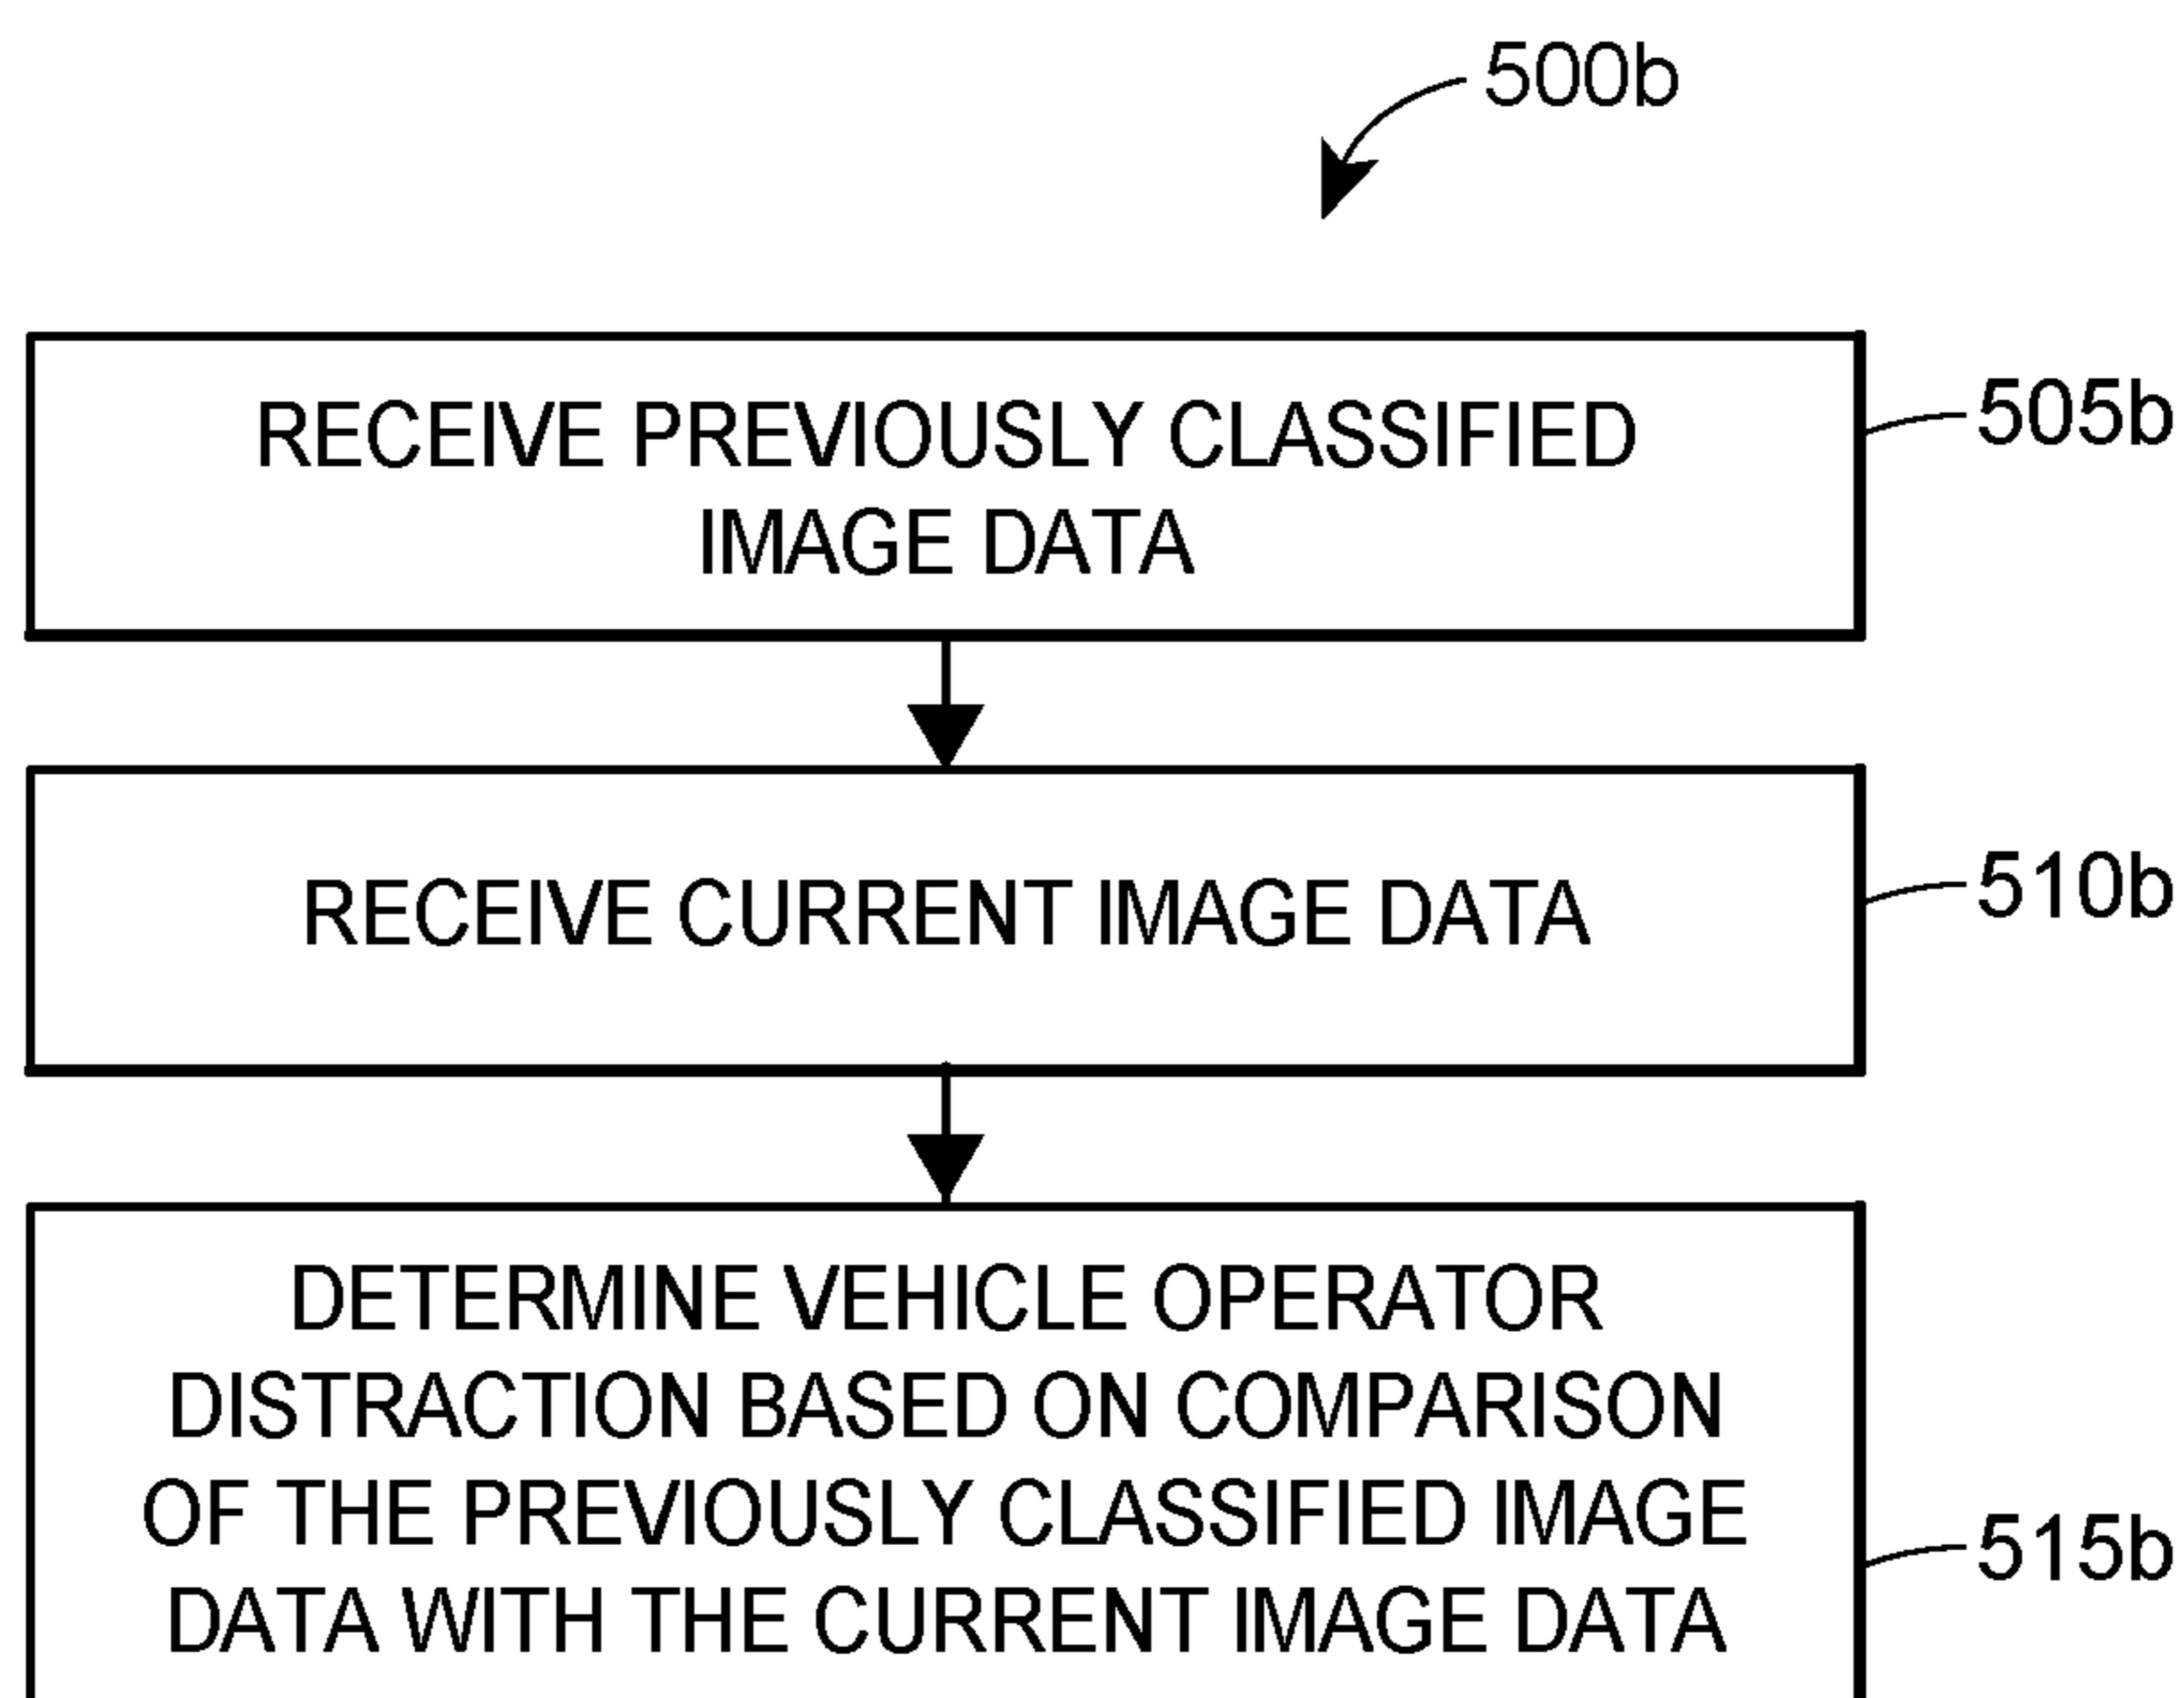 500b
RECEIVE PREVIOUSLY CLASSIFIED
IMAGE DATA
505b
RECEIVE CURRENT IMAGE DATA
510b
DETERMINE VEHICLE OPERATOR
DISTRACTION BASED ON COMPARISON
OF THE PREVIOUSLY CLASSIFIED IMAGE
DATA WITH THE CURRENT IMAGE DATA
515b